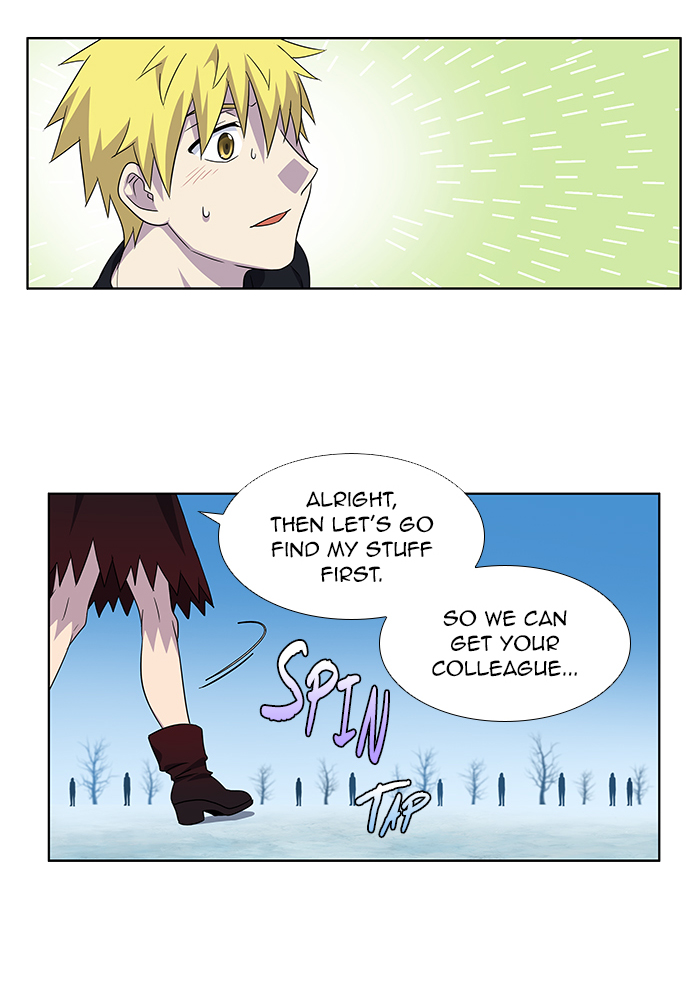 ALRIGHT,
THEN LET'S GO
FIND MY STUFF
FIRST.
SO WE CAN
GET YOUR
COLLEAGUE...
SPIN
TAP